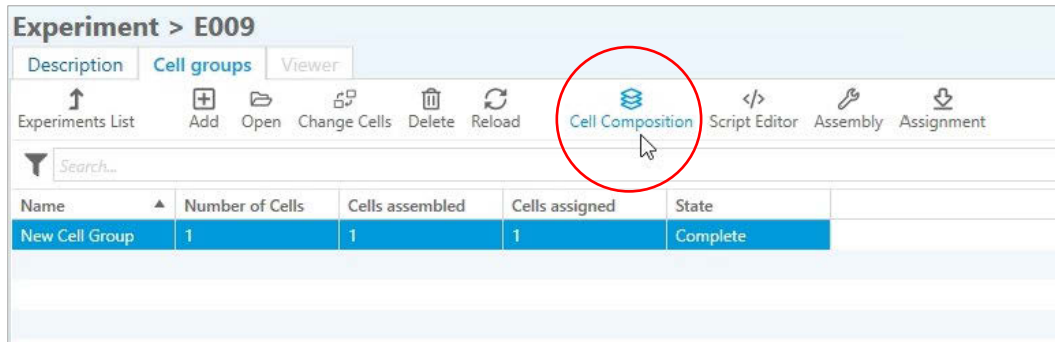 Experiment > E009
Description Cell groups Viewer
Experiments List Add Open Change Cells Delete Reload Cell Composition Script Editor Assembly Assignment
Search...
Name Number of Cells Cells assembled Cells assigned State
New Cell Group 1 1 1 Complete